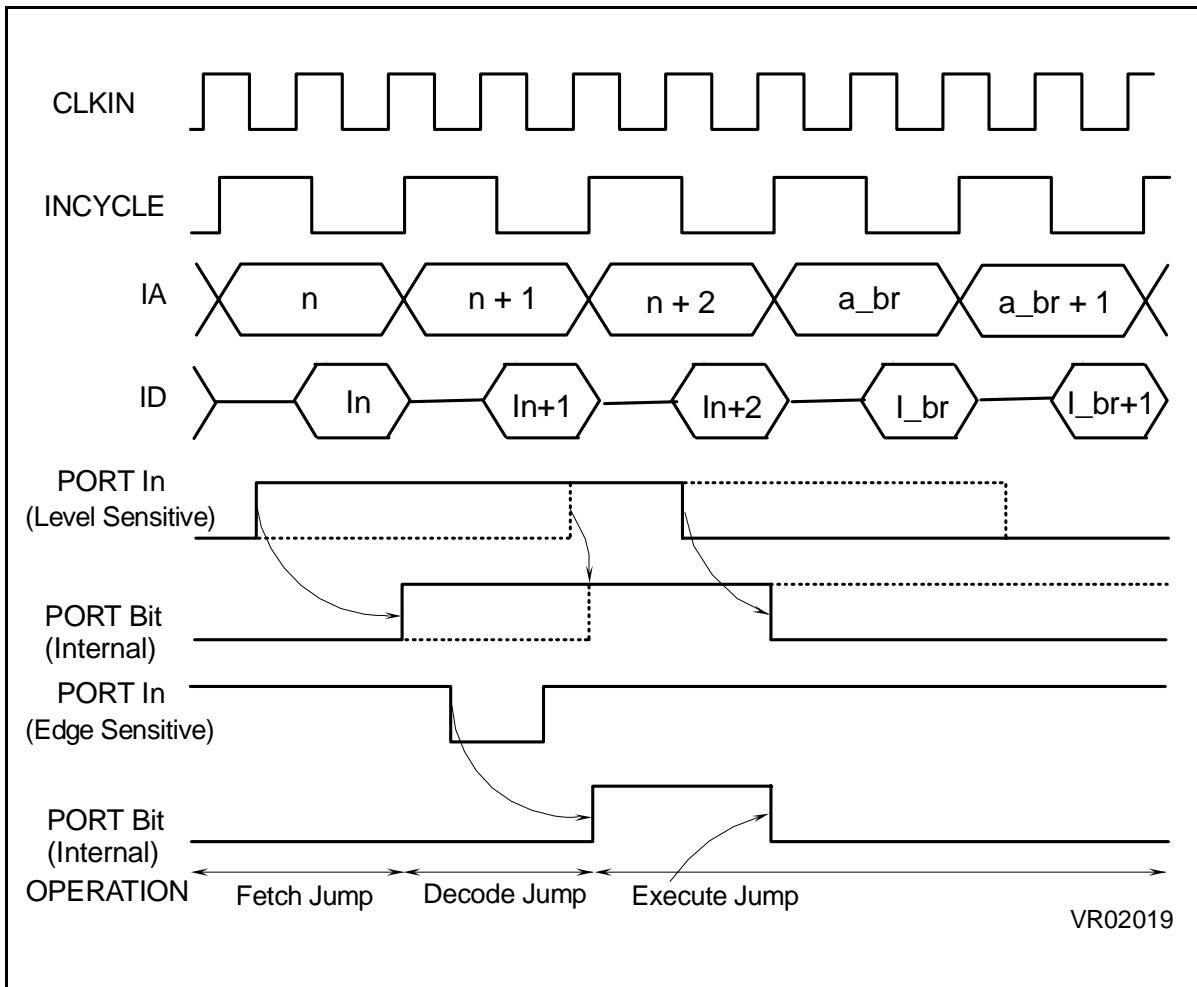 CLKIN
INCYCLE
IA n n + 1 n + 2 a_br a_br + 1
ID In In+1 In+2 I_br I_br+1
PORT In
(Level Sensitive)
PORT Bit
(Internal)
PORT In
(Edge Sensitive)
PORT Bit
(Internal)
OPERATION Fetch Jump Decode Jump Execute Jump
VR02019